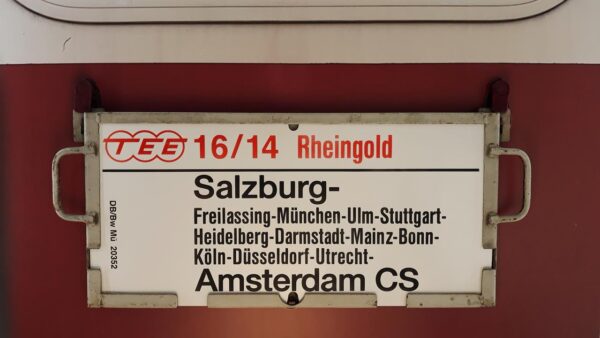 TEE 16/14 Rheingold
Salzburg-
Freilassing-München-Ulm-Stuttgart-
Heidelberg-Darmstadt-Mainz-Bonn-
Köln-Düsseldorf-Utrecht-
Amsterdam CS
DB/Bw Mü 20352